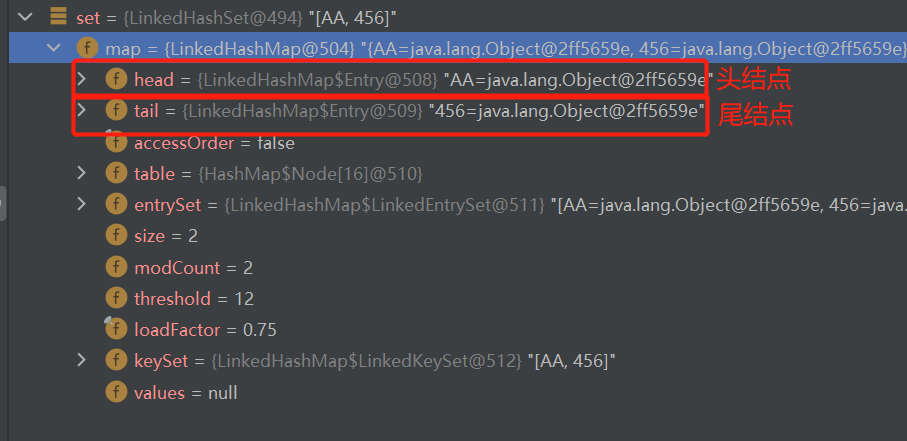 set = {LinkedHashSet@494} "[AA, 456]"
f map = {LinkedHashMap@504} "{AA=java.lang.Object@2ff5659e, 456=java.lang.Object@2ff5659e}
f head = {LinkedHashMap$Entry@508} "AA=java.lang.Object@2ff5659e" 头结点
f tail = {LinkedHashMap$Entry@509} "456=java.lang.Object@2ff5659e" 尾结点
f accessOrder = false
f table = {HashMap$Node[16]@510}
f entrySet = {LinkedHashMap$LinkedEntrySet@511} "[AA=java.lang.Object@2ff5659e, 456=java.
f size = 2
f modCount = 2
f threshold = 12
f loadFactor = 0.75
f keySet = {LinkedHashMap$LinkedKeySet@512} "[AA, 456]"
f values = null